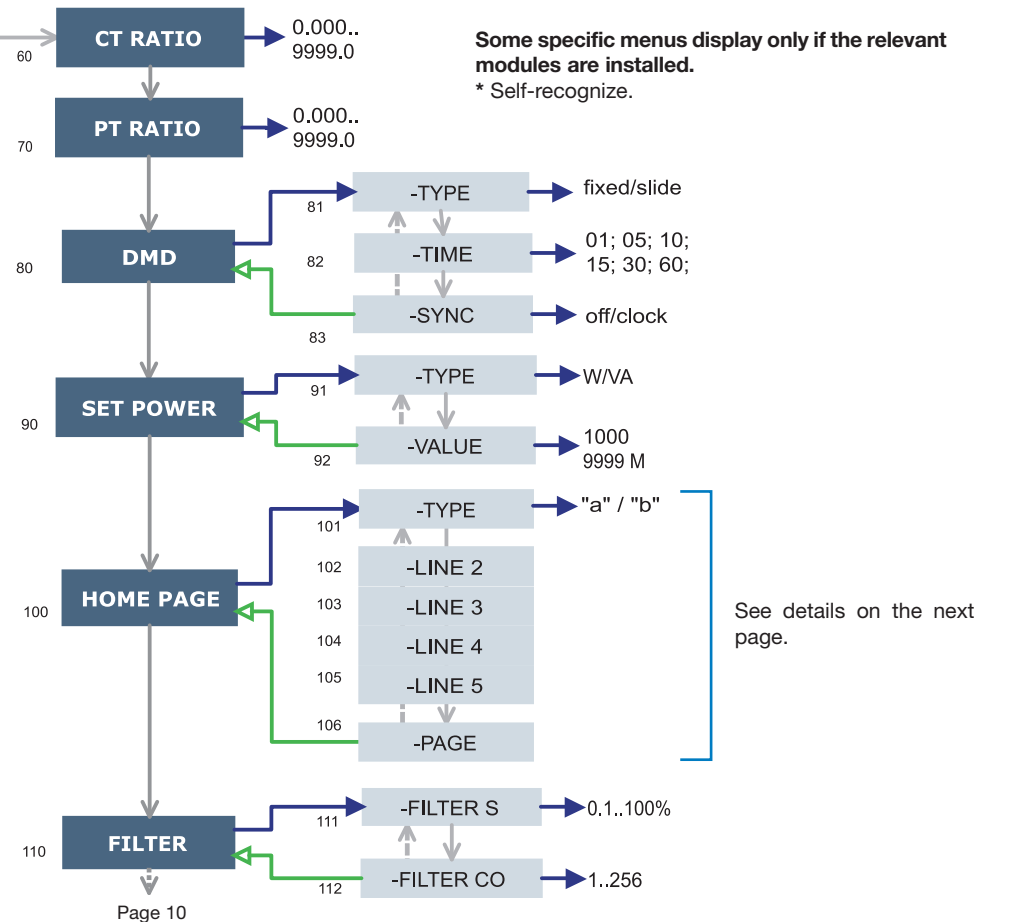 CT RATIO
0.000..
9999.0
60
Some specific menus display only if the relevant
modules are installed.
* Self-recognize.
PT RATIO
0.000..
9999.0
70
-TYPE
fixed/slide
81
DMD
80
-TIME
01; 05; 10;
15; 30; 60;
82
-SYNC
off/clock
83
-TYPE
W/VA
91
SET POWER
90
-VALUE
1000
9999 M
92
-TYPE
"a" / "b"
101
102
-LINE 2
HOME PAGE
100
103
-LINE 3
104
-LINE 4
105
-LINE 5
106
-PAGE
See details on the next
page.
-FILTER S
0.1..100%
111
FILTER
110
-FILTER CO
1..256
112
Page 10